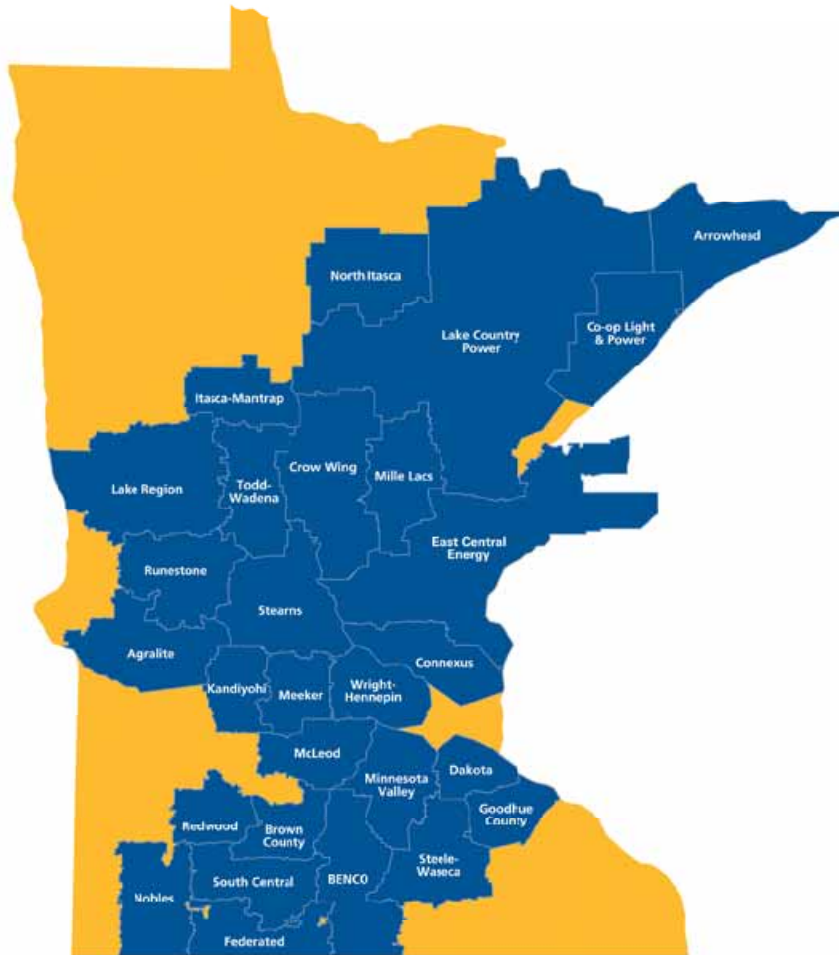 Arrowhead
North Itasca
Co-op Light
& Power
Lake Country
Power
Itasca-Mantrap
Crow Wing
Mille Lacs
Todd-
Wadena
Lake Region
East Central
Energy
Runestone
Stearns
Agralite
Connexus
Kandiyohi
Meeker
Wright-
Hennepin
McLeod
Minnesota
Valley
Dakota
Goodhue
County
Redwood
Brown
County
Steele-
Waseca
South Central
BENCO
Nobles
Federated